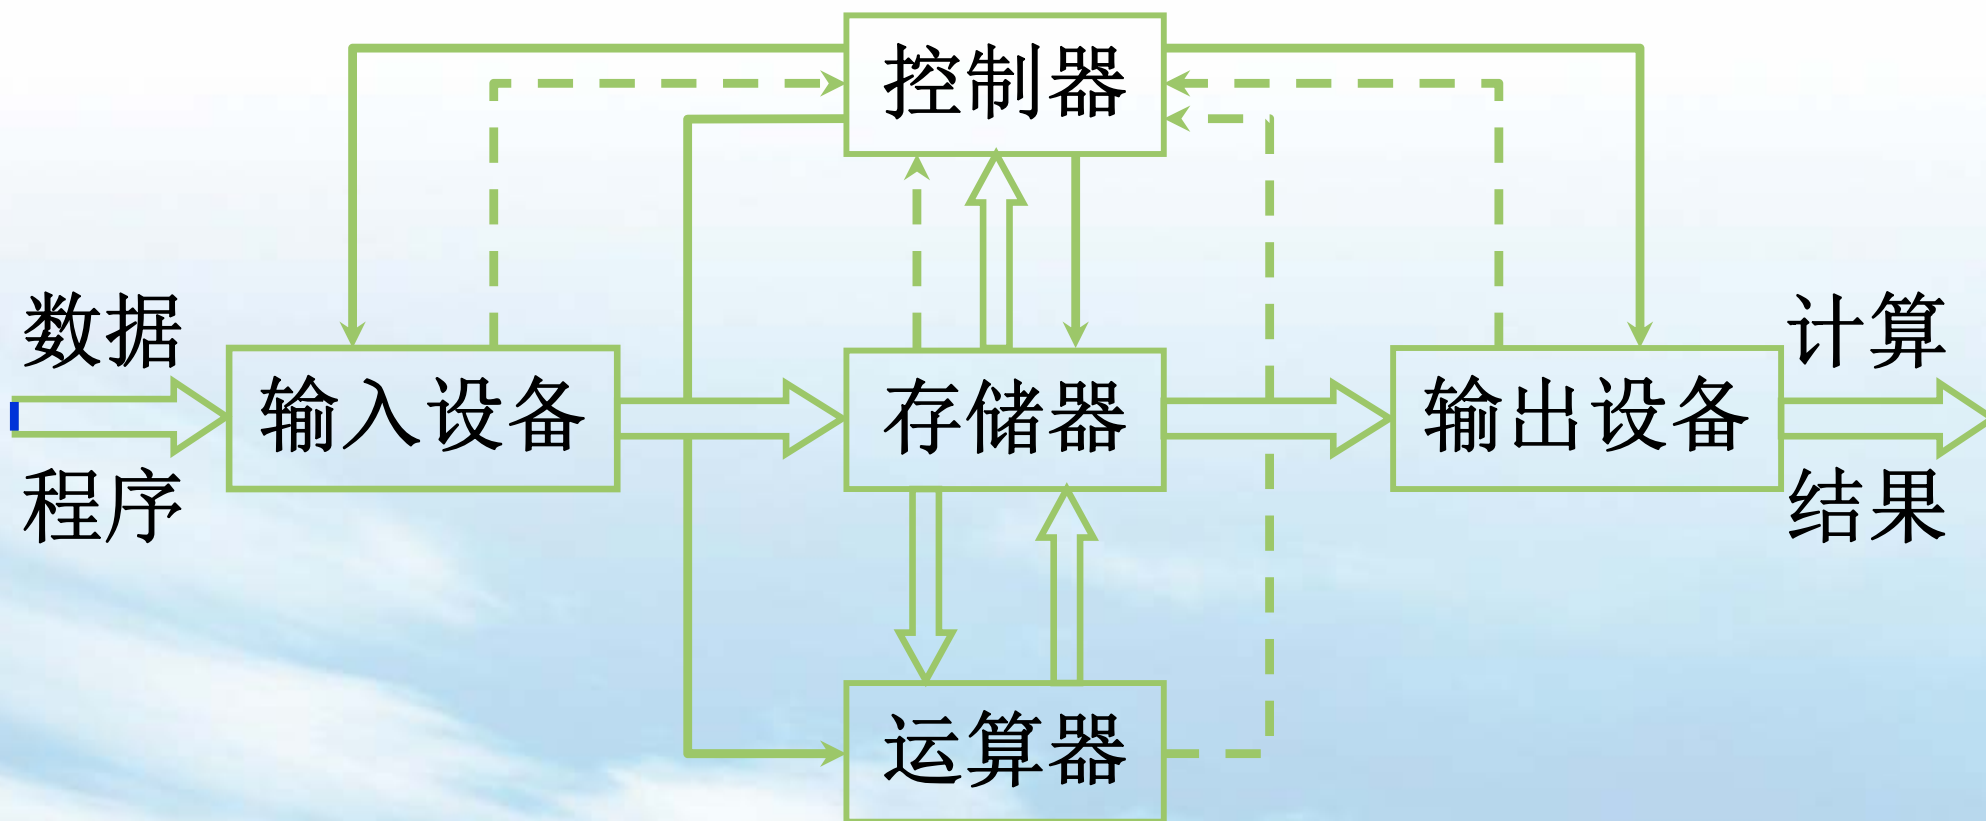 控制器
数据
程序
输入设备
存储器
输出设备
计算
结果
运算器